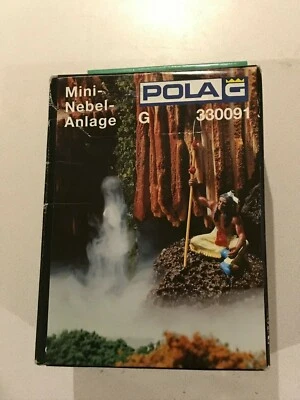 Mini-
Nebel-
Anlage
POLA G
G 330091